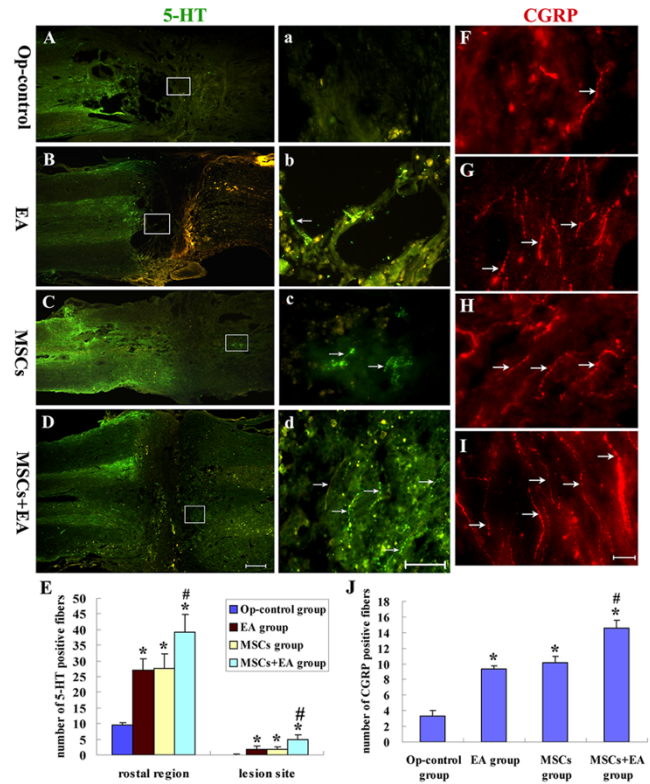 5-HT
CGRP
Op-control
A
a
F
EA
B
b
G
MSCs
C
c
H
MSCs+EA
D
d
I
E
number of 5-HT positive fibers
50
45
40
35
30
25
20
15
10
5
0
* * # *
* * # *
Op-control group
EA group
MSCs group
MSCs+EA group
rostal region
lesion site
J
number of CGRP positive fibers
18
16
14
12
10
8
6
4
2
0
* * # *
Op-control
group
EA group
MSCs
group
MSCs+EA
group